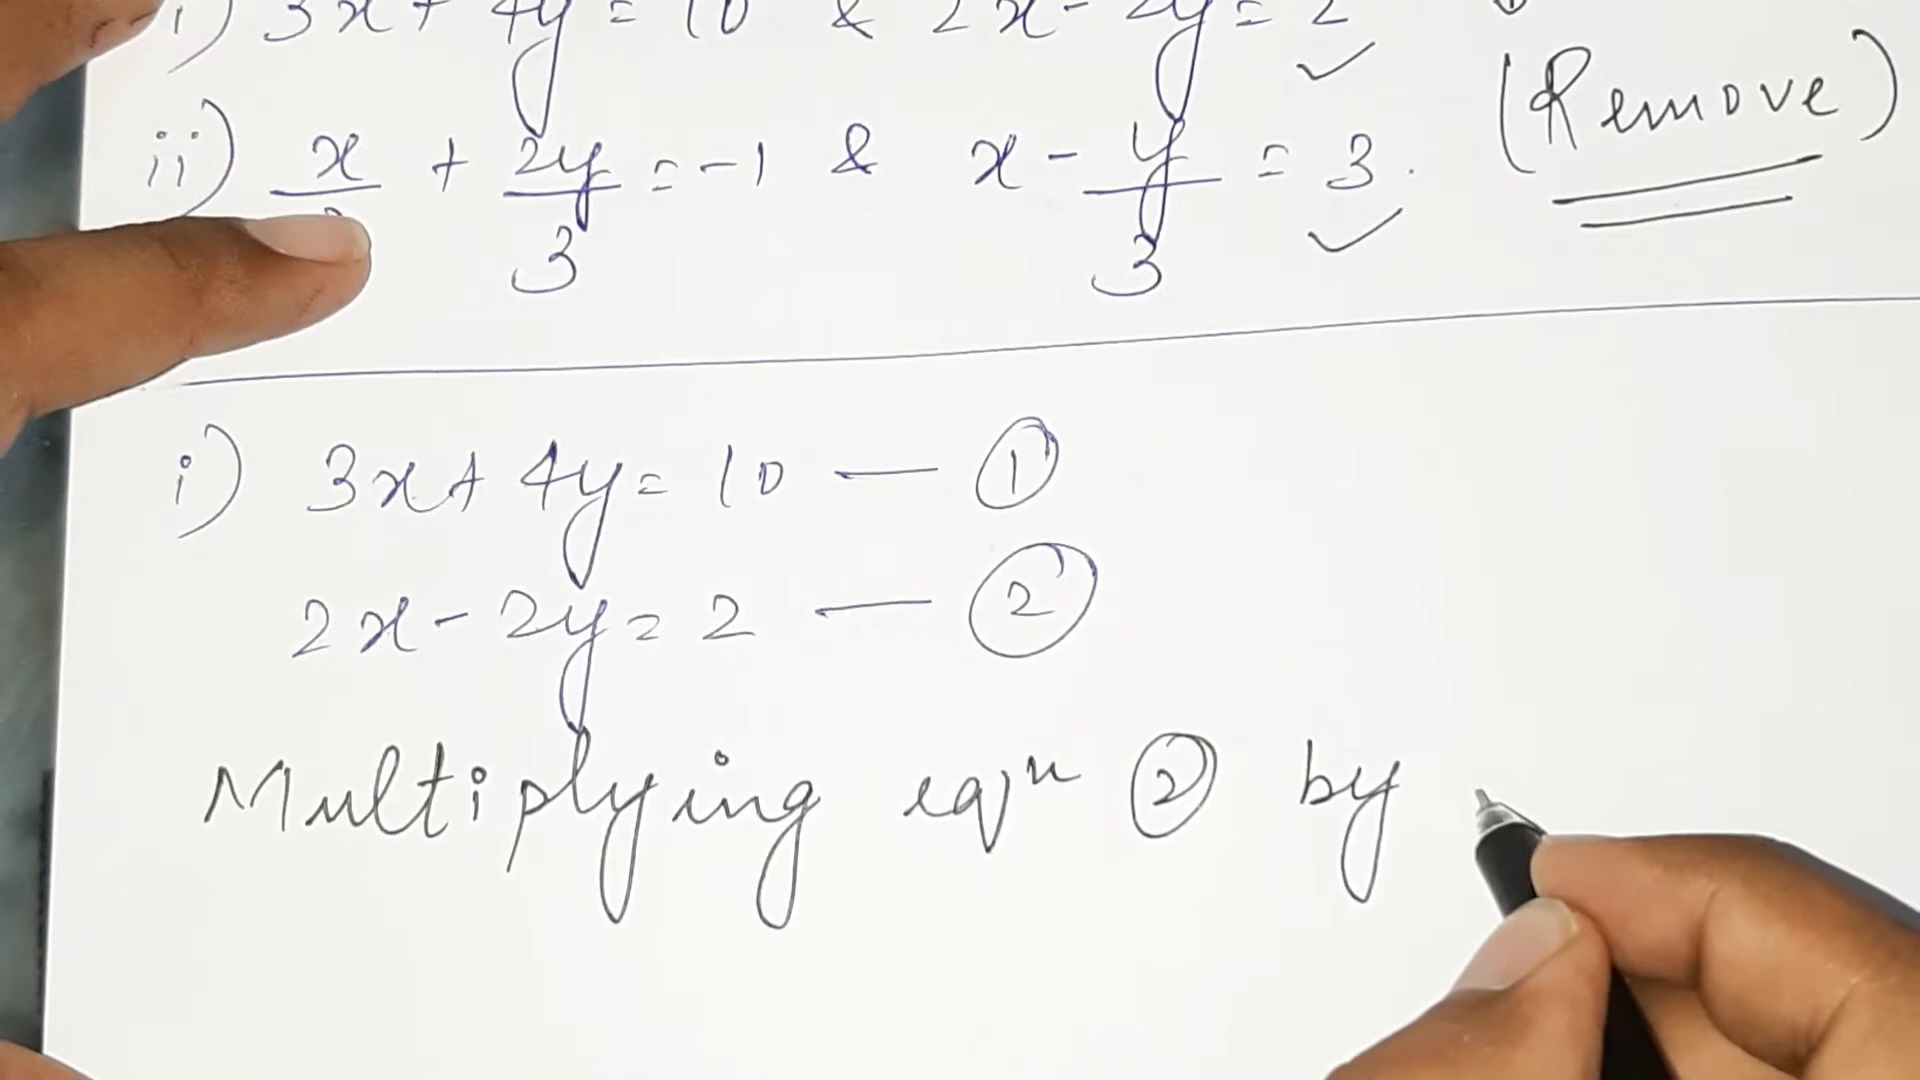 i) 3x + 4y = 10 & 2x - 2y = 2
(Remove)
ii) x/ + 2y/3 = -1 & x - y/3 = 3.
i) 3x + 4y = 10 — ①
2x - 2y = 2 — ②
Multiplying eqⁿ ② by